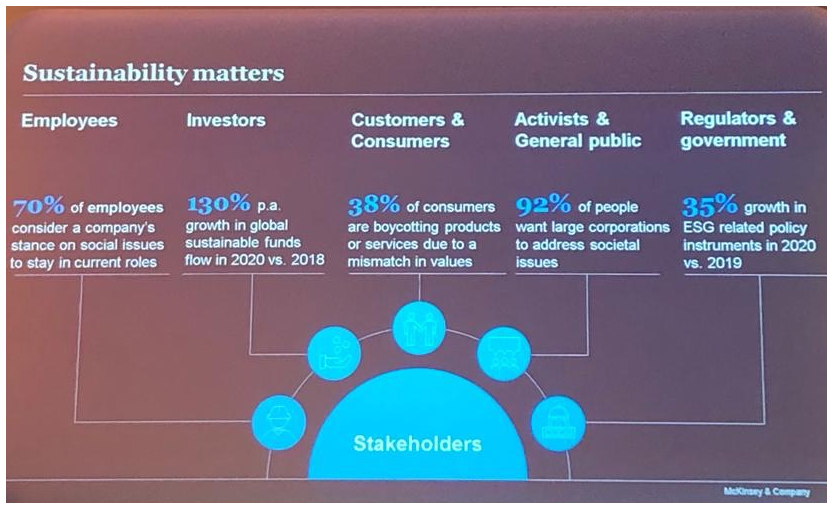 Sustainability matters
Employees
70% of employees
consider a company's
stance on social issues
to stay in current roles
Investors
130% p.a.
growth in global
sustainable funds
flow in 2020 vs. 2018
Customers &
Consumers
38% of consumers
are boycotting products
or services due to a
mismatch in values
Activists &
General public
92% of people
want large corporations
to address societal
issues
Regulators &
government
35% growth in
ESG related policy
instruments in 2020
vs. 2019
Stakeholders
McKinsey & Company